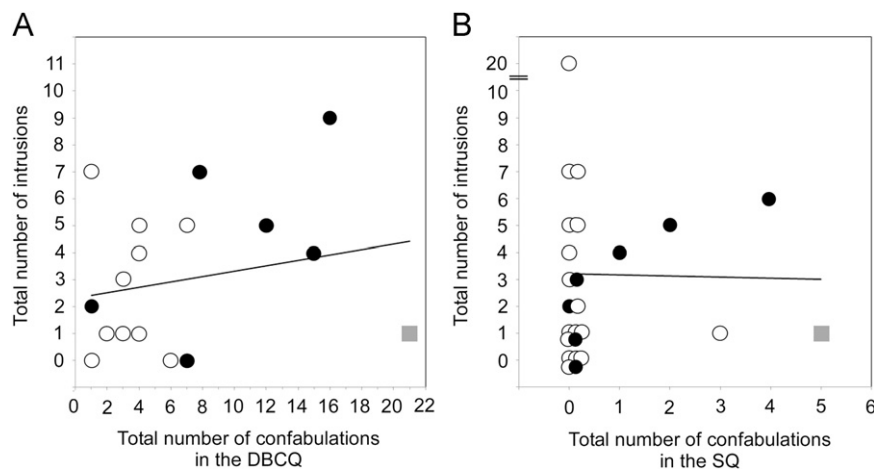 A
Total number of intrusions
11
10
9
8
7
6
5
4
3
2
1
0
0 2 4 6 8 10 12 14 16 18 20 22
Total number of confabulations
in the DBCQ
B
Total number of intrusions
20
10
9
8
7
6
5
4
3
2
1
0
0 1 2 3 4 5 6
Total number of confabulations
in the SQ